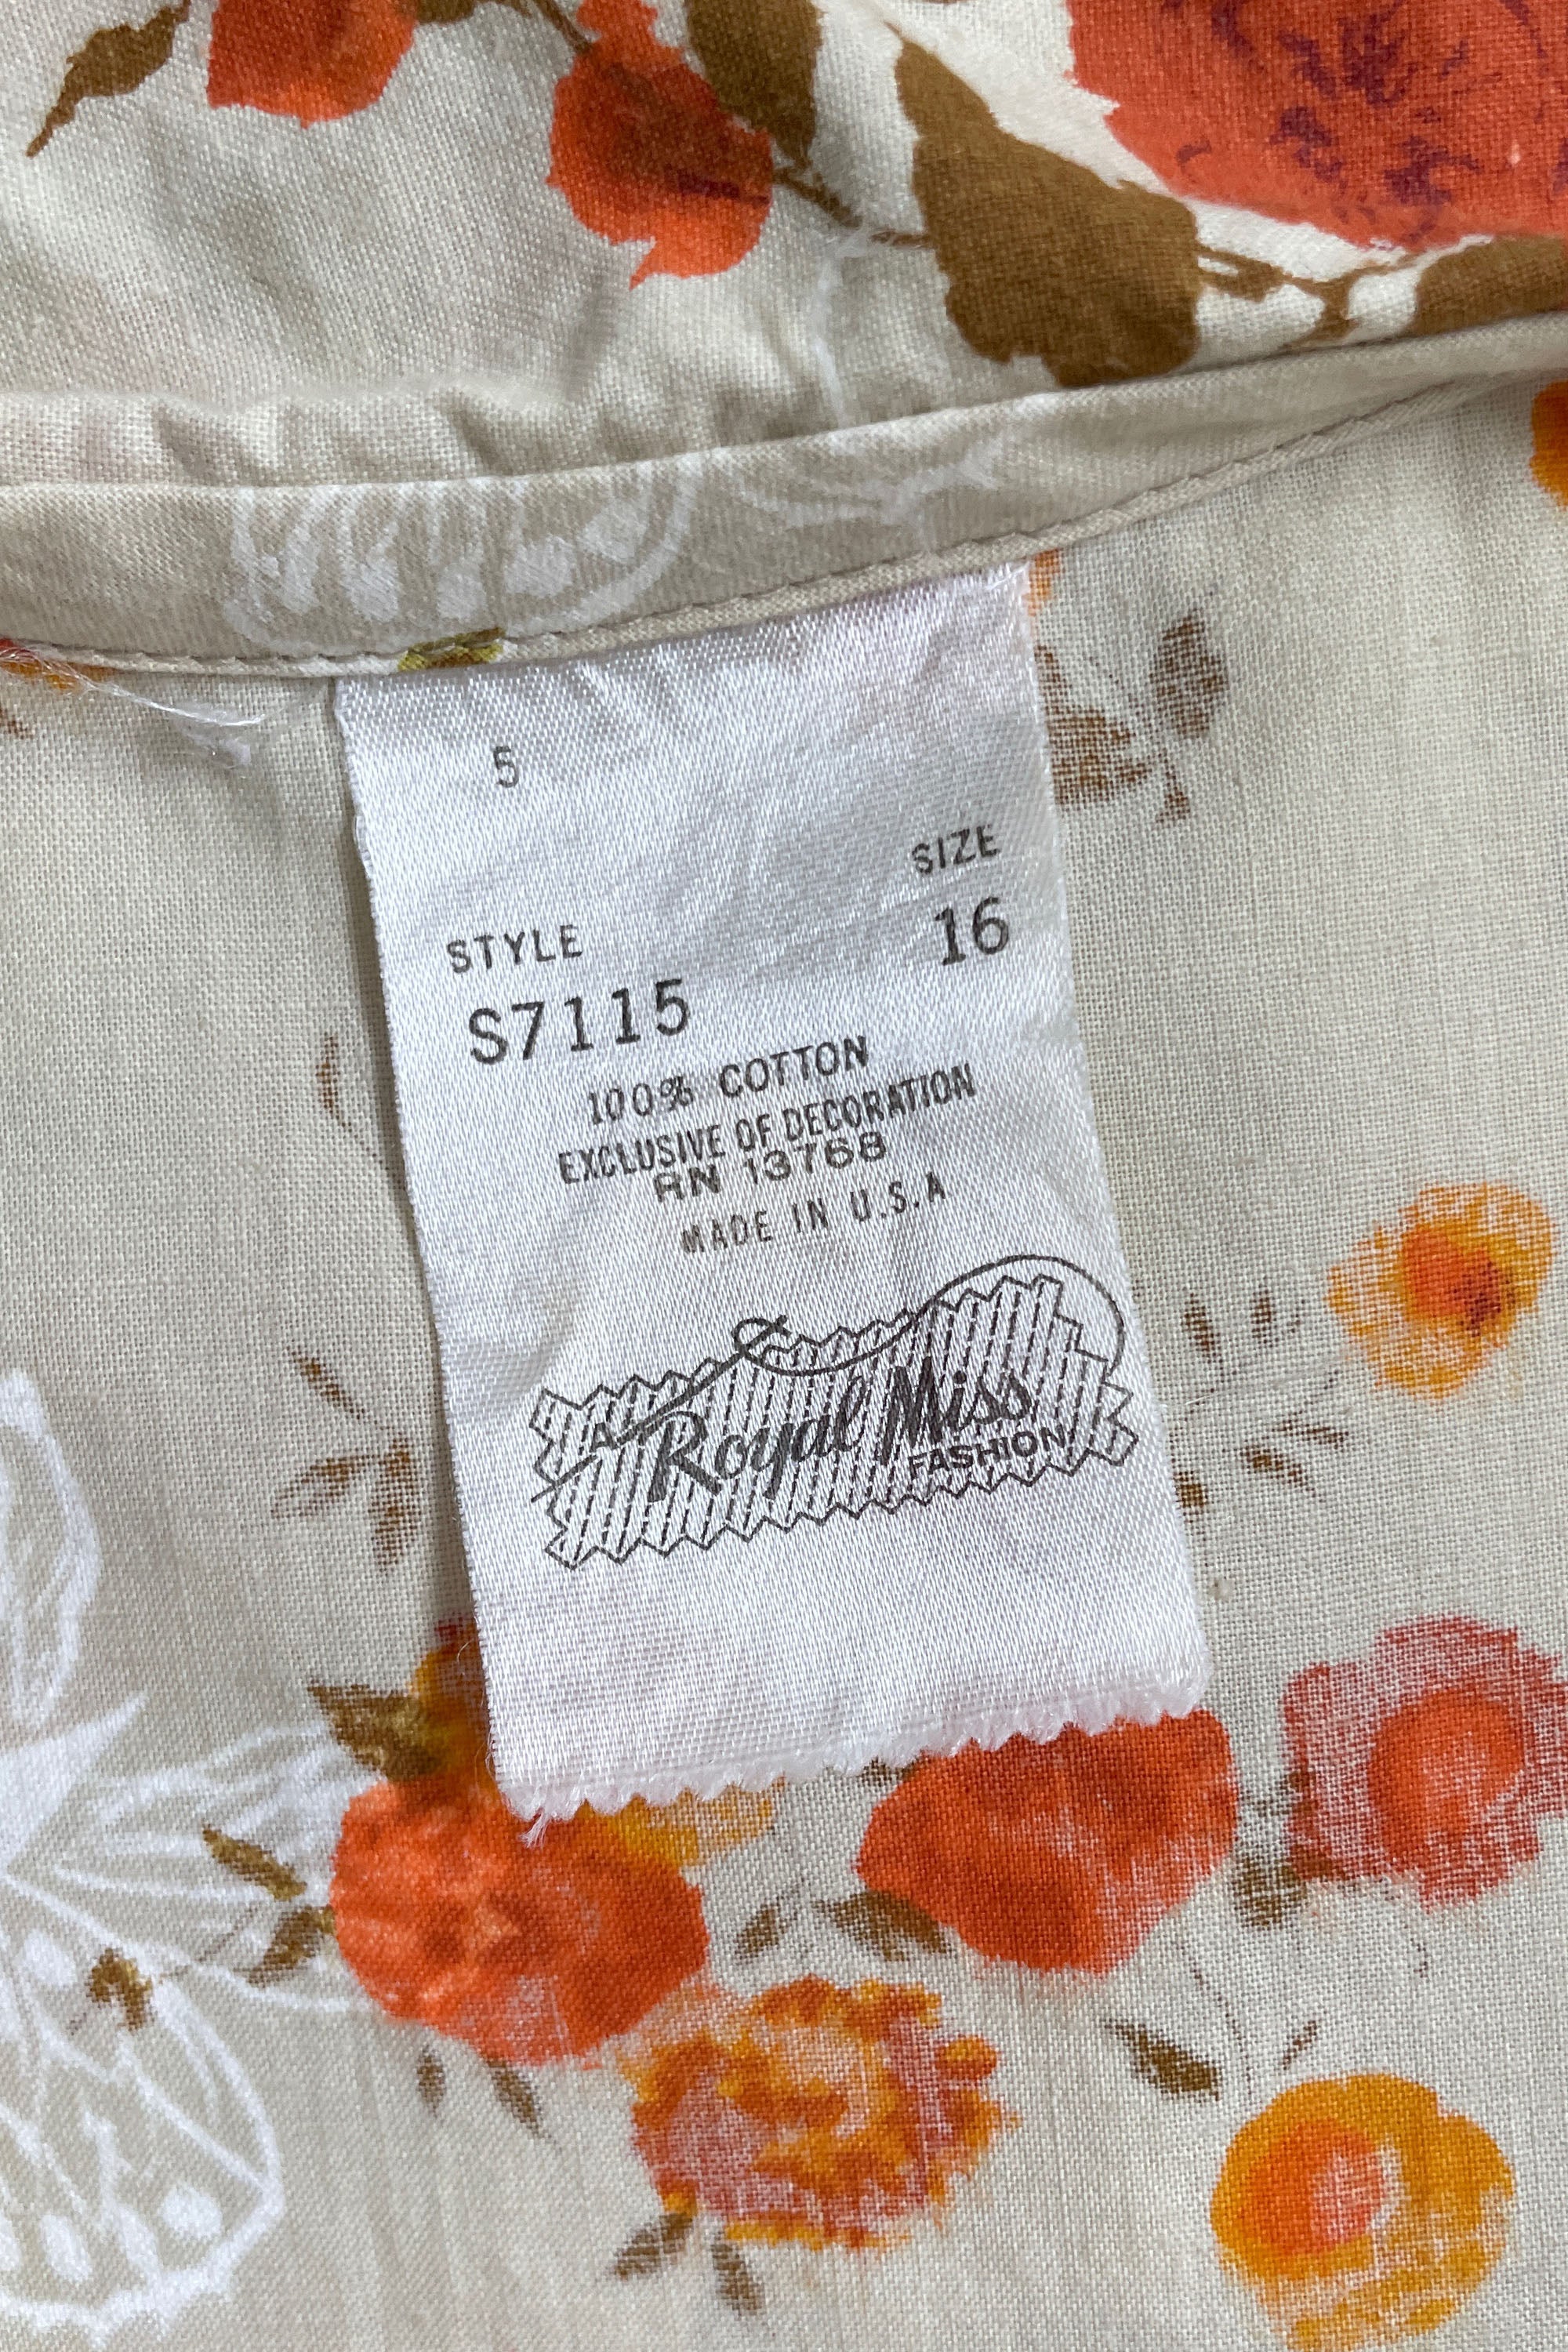 5
SIZE
16
STYLE
S7115
100% COTTON
EXCLUSIVE OF DECORATION
RN 13768
MADE IN U.S.A
A Royal Miss
FASHION